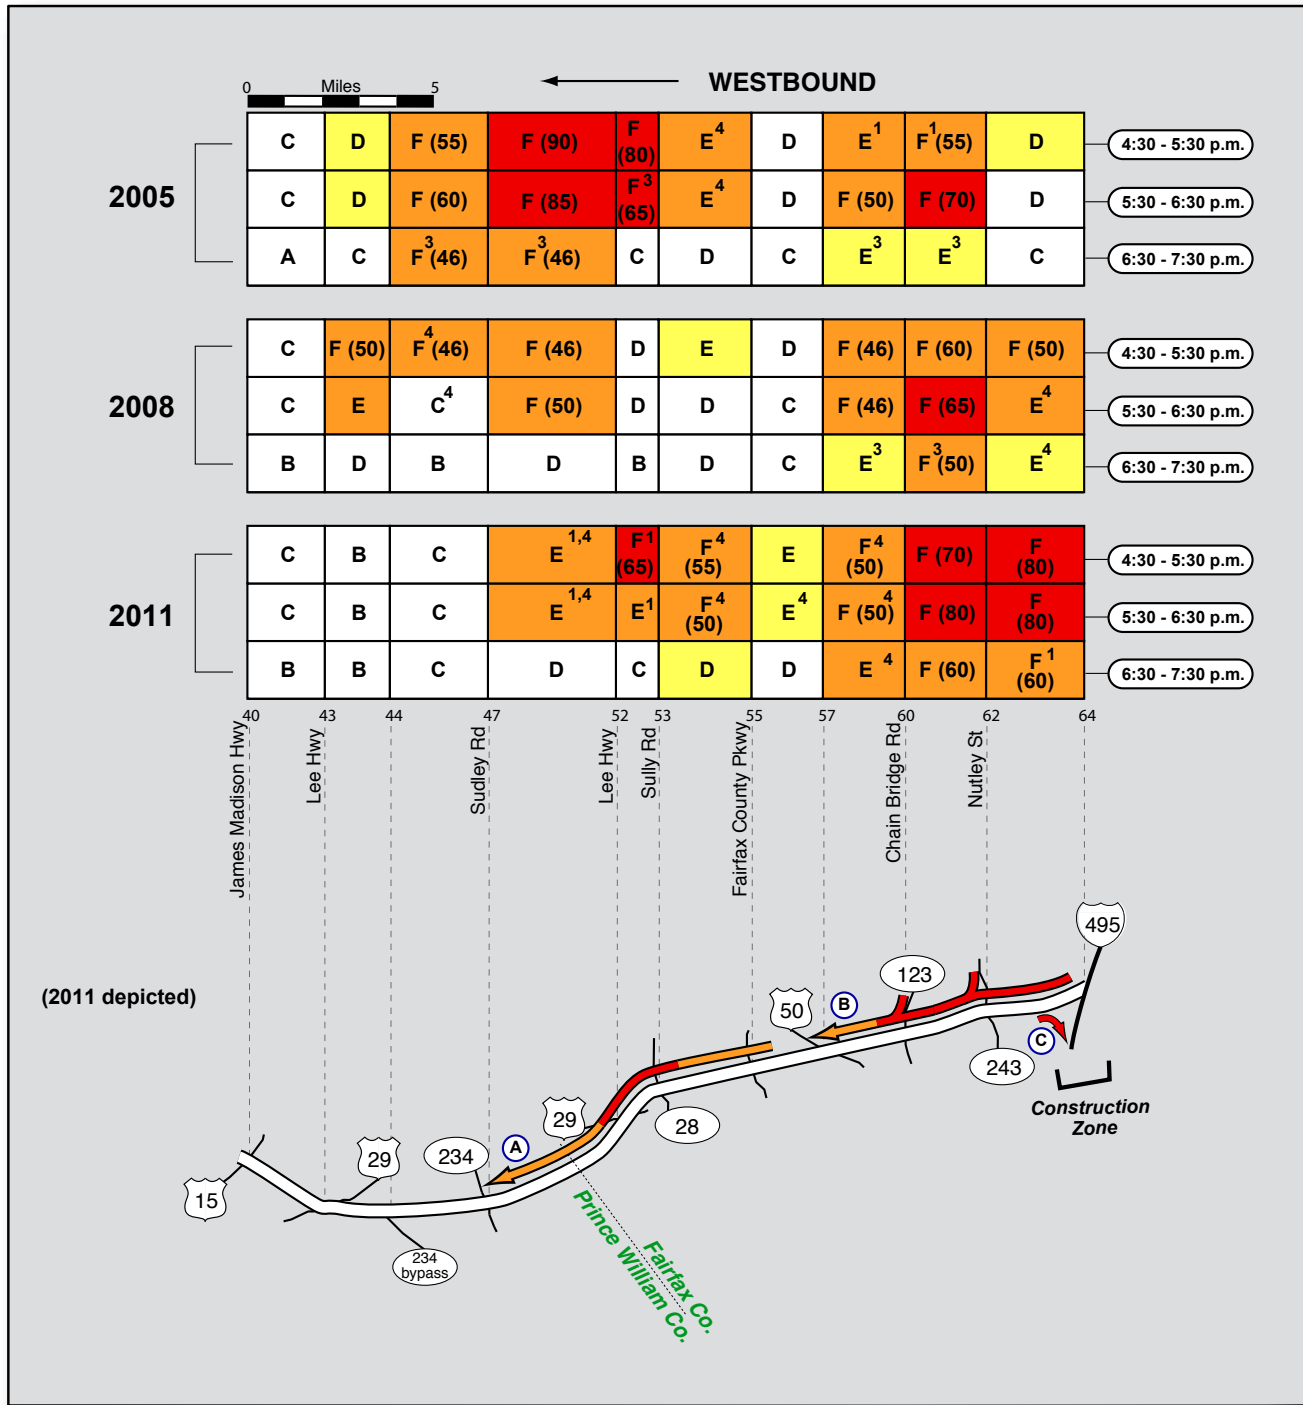 WESTBOUND
0 Miles 5
2005
C D F (55) F (90) F (80) E4 D E1 F1(55) D 4:30 - 5:30 p.m.
C D F (60) F (85) F3 (65) E4 D F (50) F (70) D 5:30 - 6:30 p.m.
A C F3(46) F3(46) C D C E3 E3 C 6:30 - 7:30 p.m.
2008
C F (50) F4(46) F (46) D E D F (46) F (60) F (50) 4:30 - 5:30 p.m.
C E C4 F (50) D D C F (46) F (65) E4 5:30 - 6:30 p.m.
B D B D B D C E3 F3(50) E4 6:30 - 7:30 p.m.
2011
C B C E1,4 F1 (65) F4 (55) E F4 (50) F (70) F (80) 4:30 - 5:30 p.m.
C B C E1,4 E1 F4 (50) E4 F (50)4 F (80) F (80) 5:30 - 6:30 p.m.
B B C D C D D E4 F (60) F1 (60) 6:30 - 7:30 p.m.
40 43 44 47 52 53 55 57 60 62 64
James Madison Hwy
Lee Hwy
Sudley Rd
Lee Hwy
Sully Rd
Fairfax County Pkwy
Chain Bridge Rd
Nutley St
495
(2011 depicted)
123
50
B
C
243
Construction
Zone
29
28
A
234
29
15
234
bypass
Fairfax Co.
Prince William Co.